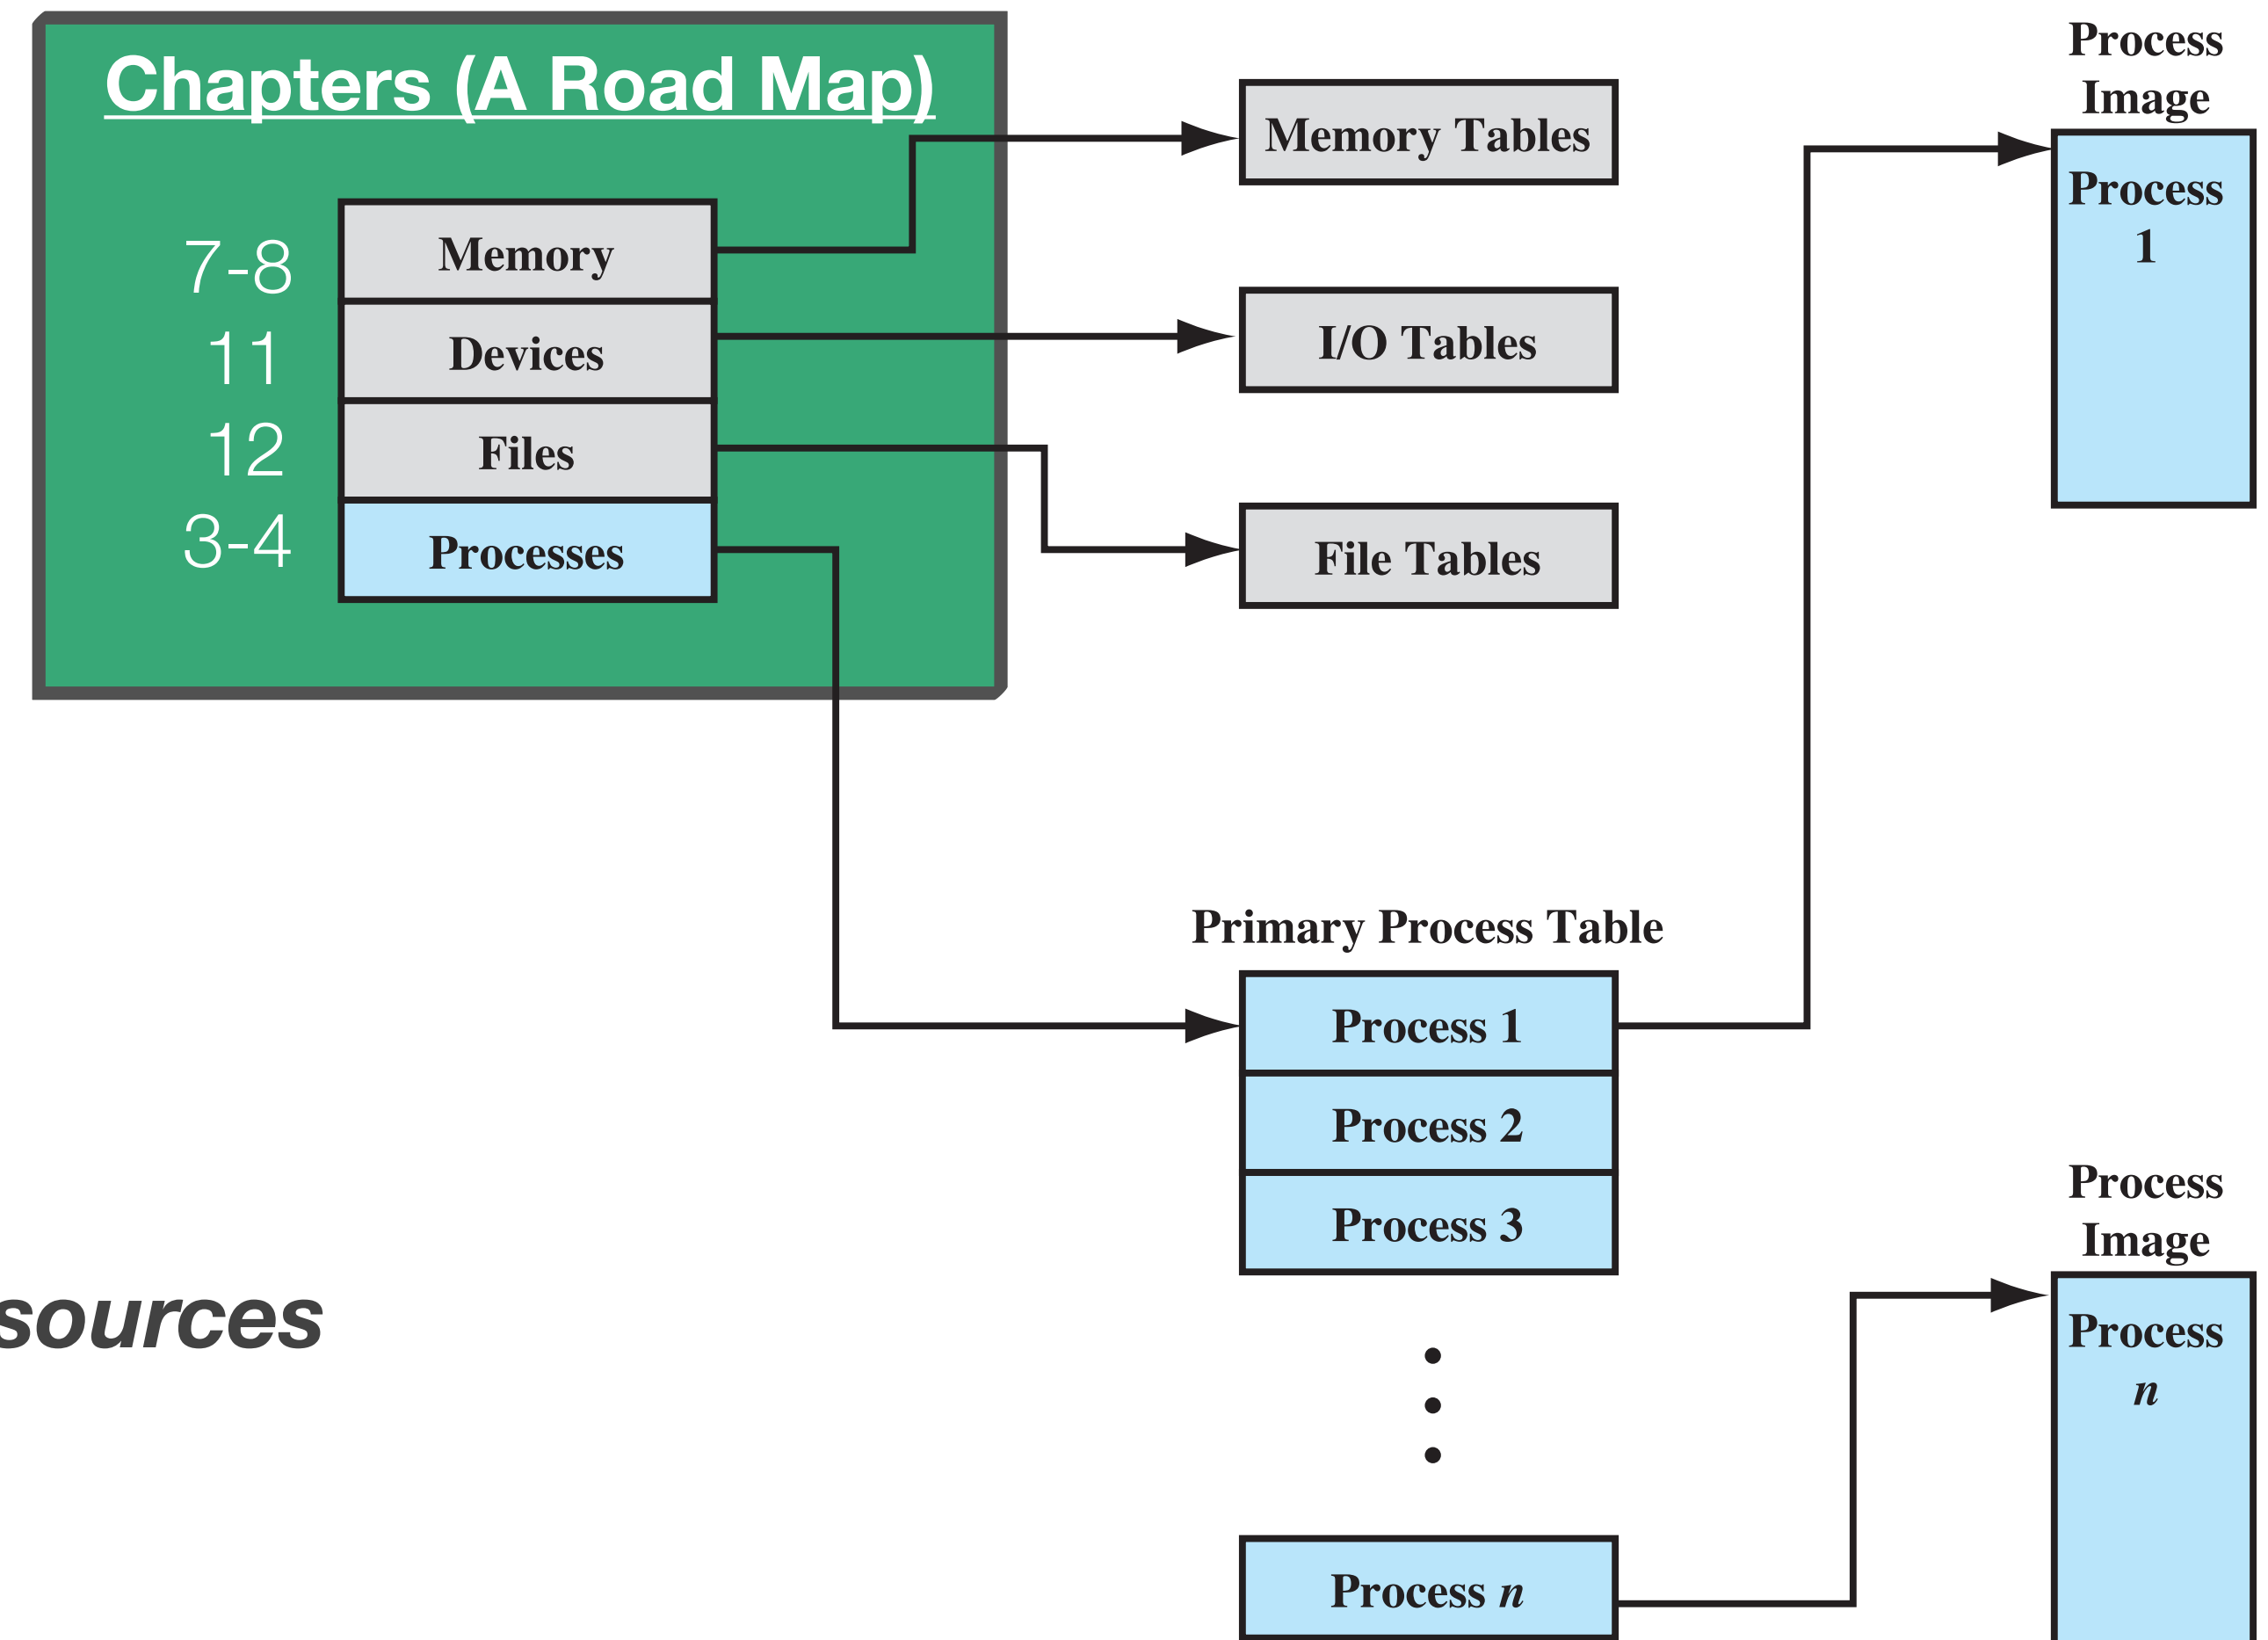 Chapters (A Road Map)
7-8
11
12
3-4
Memory
Devices
Files
Processes
Memory Tables
I/O Tables
File Tables
Primary Process Table
Process 1
Process 2
Process 3
Process n
Process
Image
Process
1
Process
Image
Process
n
sources